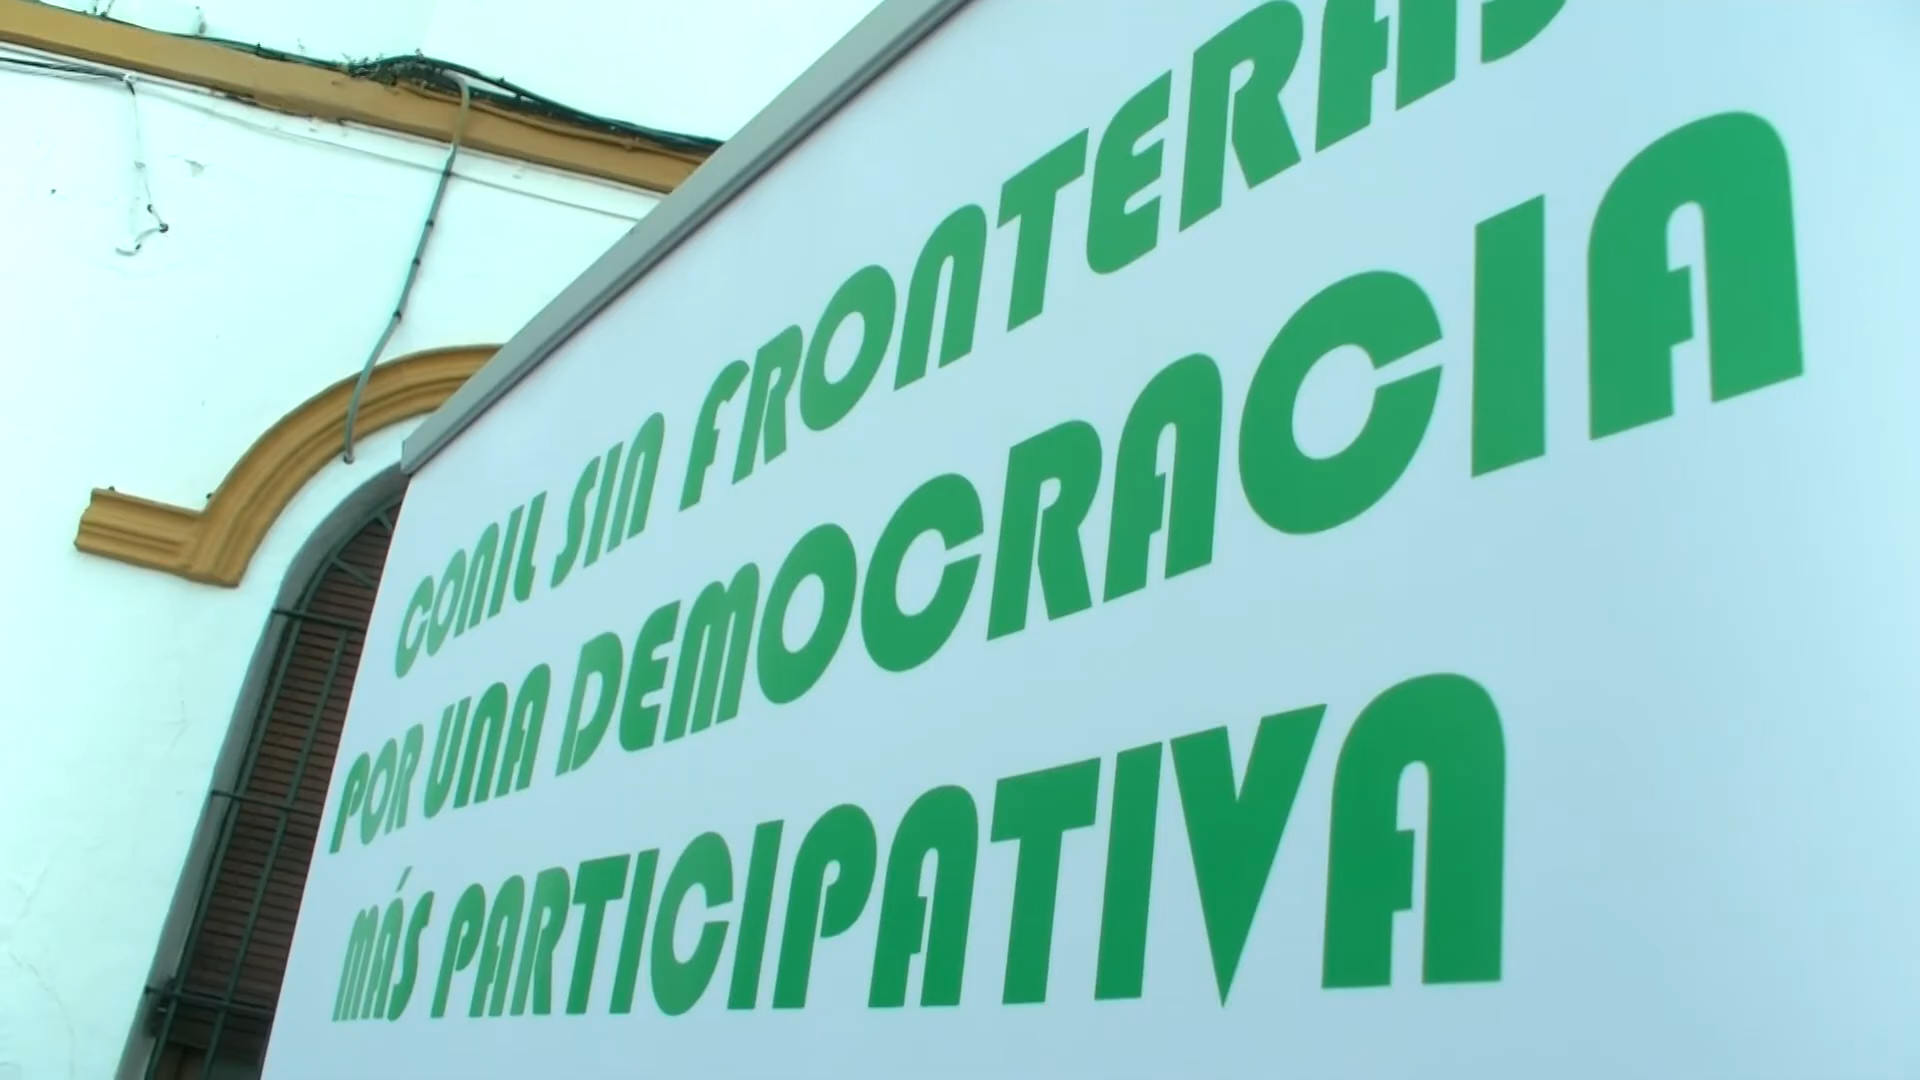 CONIL SIN FRONTERAS
POR UNA DEMOCRACIA
MÁS PARTICIPATIVA